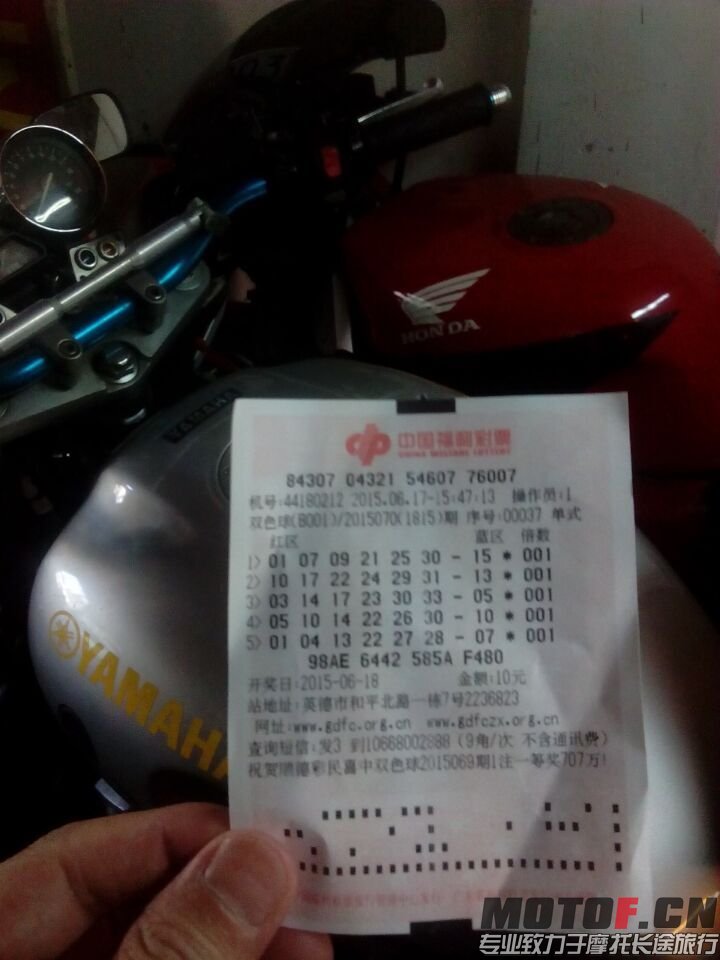 HONDA
YAMAHA
YAMAHA
中国福利彩票
CHINA WELFARE LOTTERY
84307 04321 54607 76007
机号:44180212 2015.06.17-15:47:13 操作员:1
双色球(B001)/2015070(1815)期 序号:00037 单式
红区 蓝区 倍数
1> 01 07 09 21 25 30 - 15 * 001
2> 10 17 22 24 29 31 - 13 * 001
3> 03 14 17 23 30 33 - 05 * 001
4> 05 10 14 22 26 30 - 10 * 001
5> 01 04 13 22 27 28 - 07 * 001
98AE 6442 585A F480
开奖日:2015-06-18 金额:10元
站地址:英德市和平北路一栋7号2236823
网址:www.gdfc.org.cn www.gdfczx.org.cn
查询短信:发3 到10668002888 (9角/次 不含通讯费)
祝贺顺德彩民喜中双色球2015069期1注一等奖707万!
MOTOF.CN
专业致力于摩托长途旅行